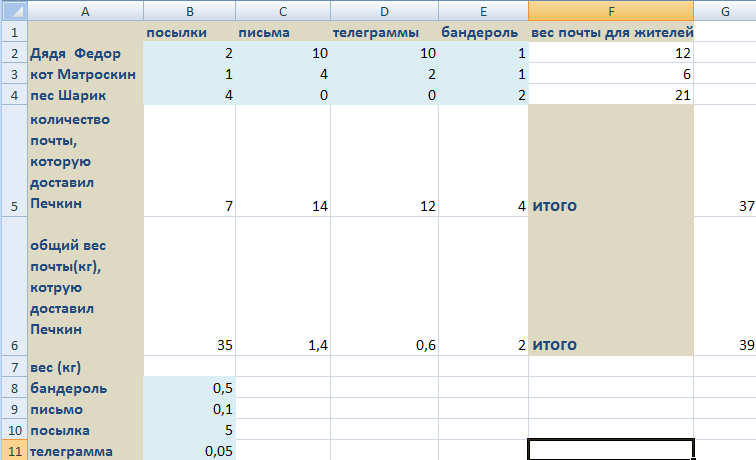 A B C D E F G
1 посылки письма телеграммы бандероль вес почты для жителей
2 Дядя Федор 2 10 10 1 12
3 кот Матроскин 1 4 2 1 6
4 пес Шарик 4 0 0 2 21
количество
почты,
которую
доставил
5 Печкин 7 14 12 4 итого 37
общий вес
почты(кг),
котрую
доставил
6 Печкин 35 1,4 0,6 2 итого 39
7 вес (кг)
8 бандероль 0,5
9 письмо 0,1
10 посылка 5
11 телеграмма 0,05